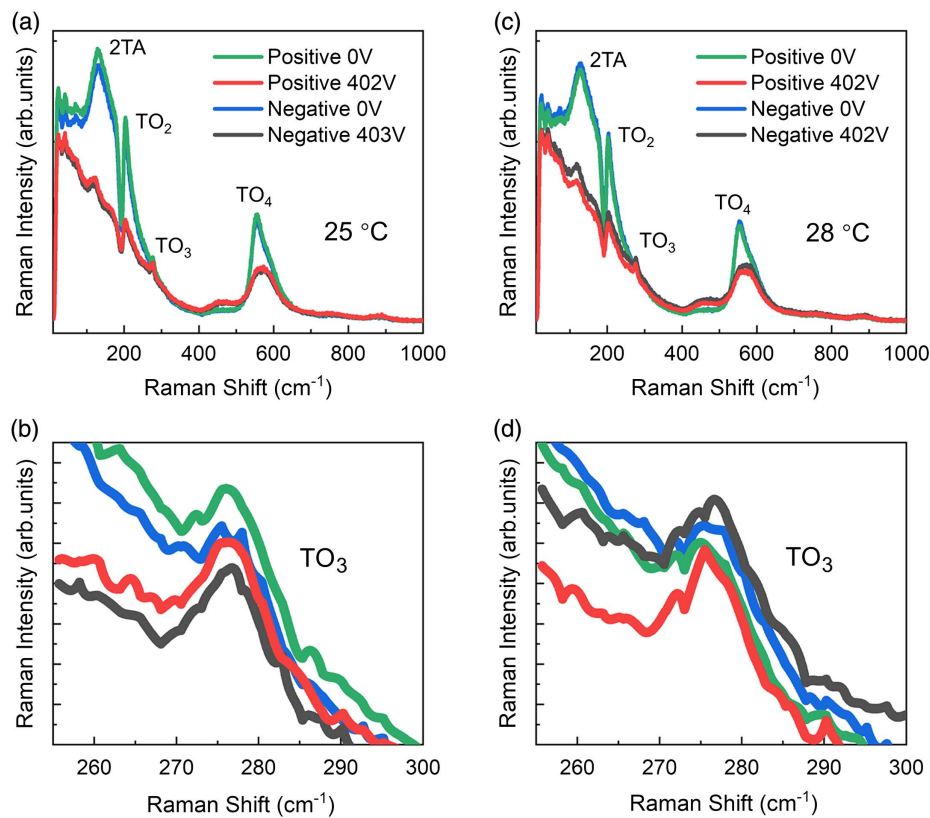 (a)
Raman Intensity (arb.units)
2TA
TO2
TO3
TO4
Positive 0V
Positive 402V
Negative 0V
Negative 403V
25 °C
200 400 600 800 1000
Raman Shift (cm-1)
(c)
Raman Intensity (arb.units)
2TA
TO2
TO3
TO4
Positive 0V
Positive 402V
Negative 0V
Negative 402V
28 °C
200 400 600 800 1000
Raman Shift (cm-1)
(b)
Raman Intensity (arb.units)
TO3
260 270 280 290 300
Raman Shift (cm-1)
(d)
Raman Intensity (arb.units)
TO3
260 270 280 290 300
Raman Shift (cm-1)